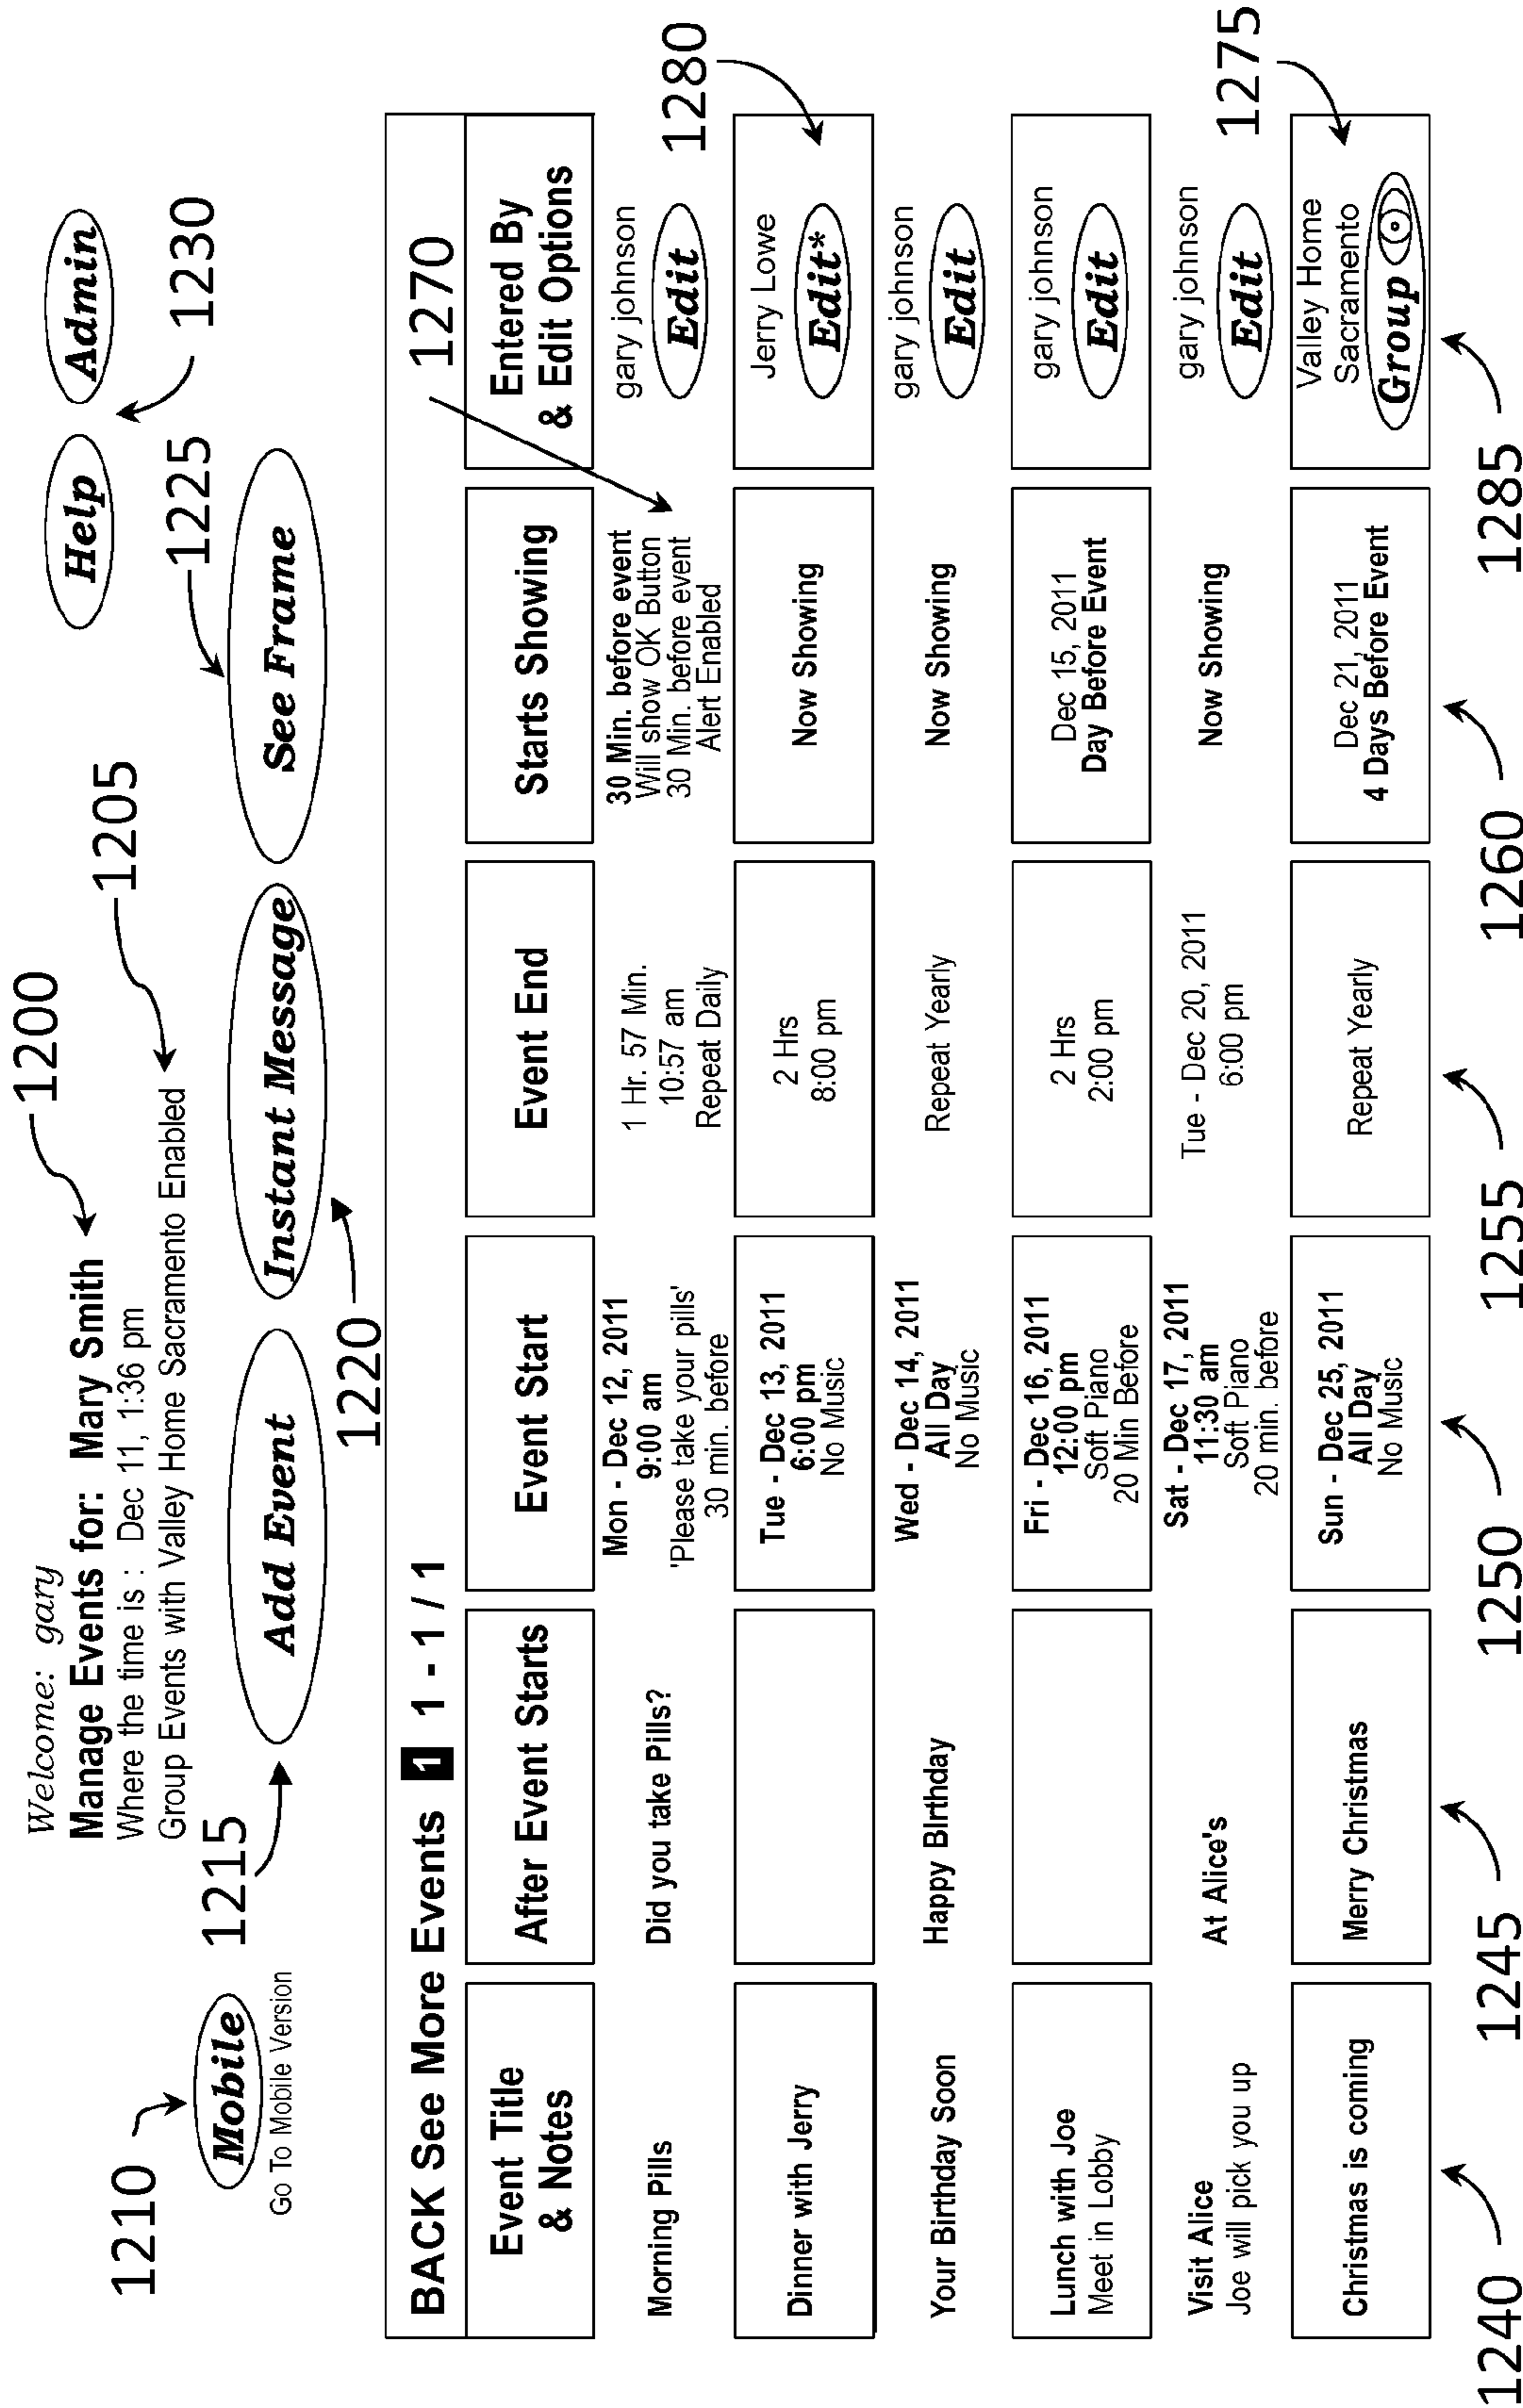 1200
Welcome: gary
Manage Events for: Mary Smith
Where the time is : Dec 11, 1:36 pm
Group Events with Valley Home Sacramento Enabled
1205
Help Admin
1230
1210
Mobile
Go To Mobile Version
1215
Add Event
Instant Message
See Frame
1225
1220
BACK See More Events 1 1 - 1 / 1
1270
Event Title
& Notes
After Event Starts
Event Start
Event End
Starts Showing
Entered By
& Edit Options
Morning Pills
Did you take Pills?
Mon - Dec 12, 2011
9:00 am
'Please take your pills'
30 min. before
1 Hr. 57 Min.
10:57 am
Repeat Daily
30 Min. before event
Will show OK Button
30 Min. before event
Alert Enabled
gary johnson
Edit
1280
Dinner with Jerry
Tue - Dec 13, 2011
6:00 pm
No Music
2 Hrs
8:00 pm
Now Showing
Jerry Lowe
Edit*
Your Birthday Soon
Happy BIrthday
Wed - Dec 14, 2011
All Day
No Music
Repeat Yearly
Now Showing
gary johnson
Edit
Lunch with Joe
Meet in Lobby
Fri - Dec 16, 2011
12:00 pm
Soft Piano
20 Min Before
2 Hrs
2:00 pm
Dec 15, 2011
Day Before Event
gary johnson
Edit
Visit Alice
Joe will pick you up
At Alice's
Sat - Dec 17, 2011
11:30 am
Soft Piano
20 min. before
Tue - Dec 20, 2011
6:00 pm
Now Showing
gary johnson
Edit
1275
Christmas is coming
Merry Christmas
Sun - Dec 25, 2011
All Day
No Music
Repeat Yearly
Dec 21, 2011
4 Days Before Event
Valley Home
Sacramento
Group
1240
1245
1250
1255
1260
1285